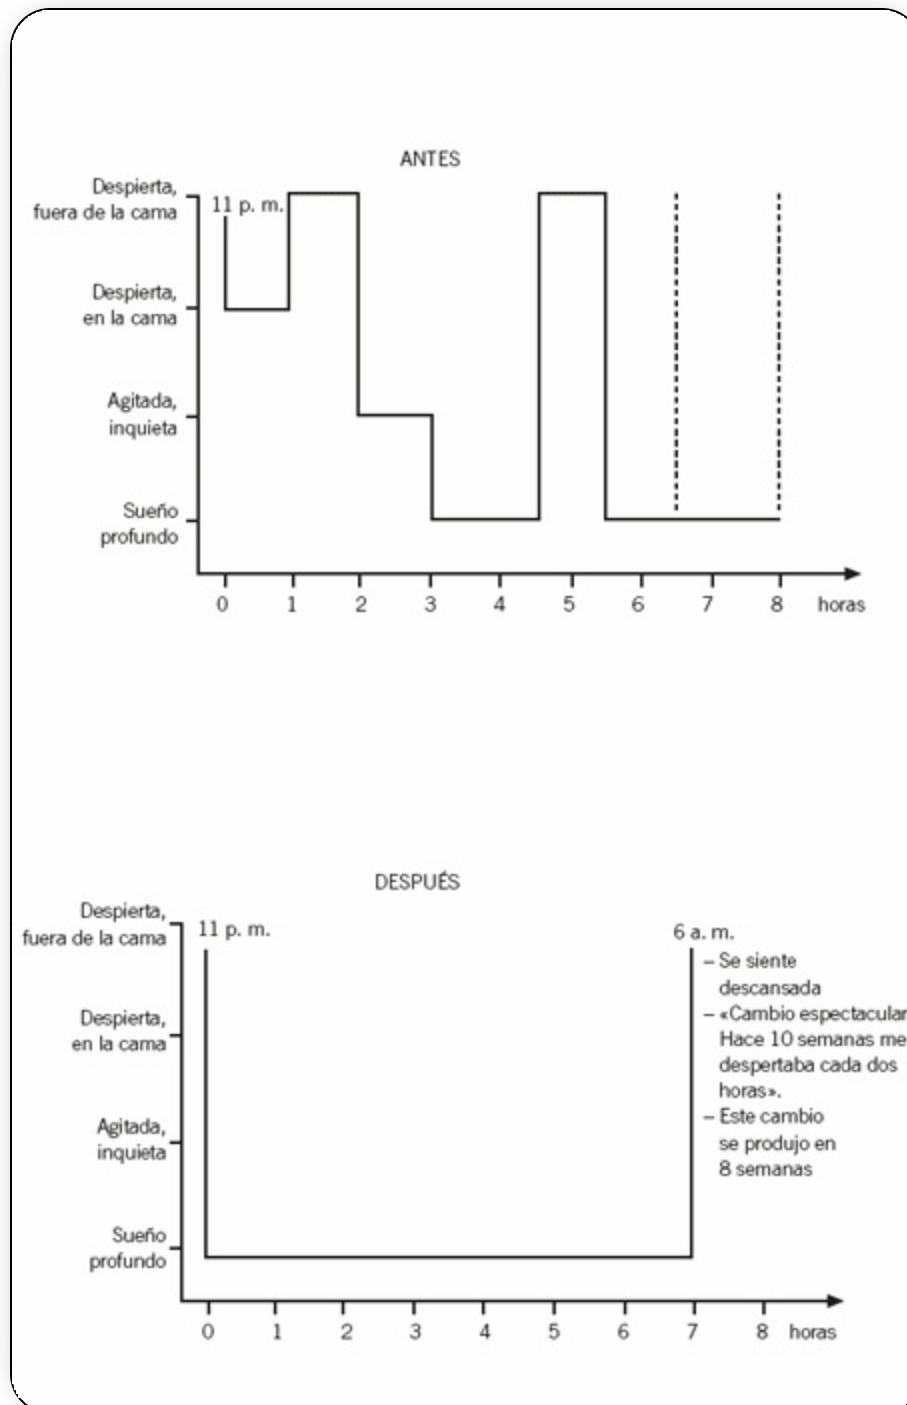 ANTES
Despierta,
fuera de la cama
11 p. m.
Despierta,
en la cama
Agitada,
inquieta
Sueño
profundo
0 1 2 3 4 5 6 7 8 horas
DESPUÉS
Despierta,
fuera de la cama
11 p. m.
6 a. m.
– Se siente
descansada
– «Cambio espectacular
Hace 10 semanas me
despertaba cada dos
horas».
– Este cambio
se produjo en
8 semanas
Despierta,
en la cama
Agitada,
inquieta
Sueño
profundo
0 1 2 3 4 5 6 7 8 horas